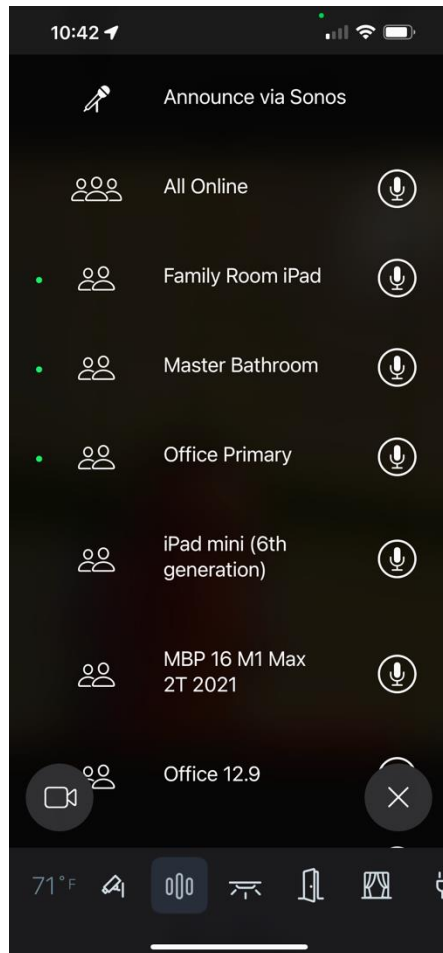 10:42
Announce via Sonos
All Online
Family Room iPad
Master Bathroom
Office Primary
iPad mini (6th
generation)
MBP 16 M1 Max
2T 2021
Office 12.9
71°F